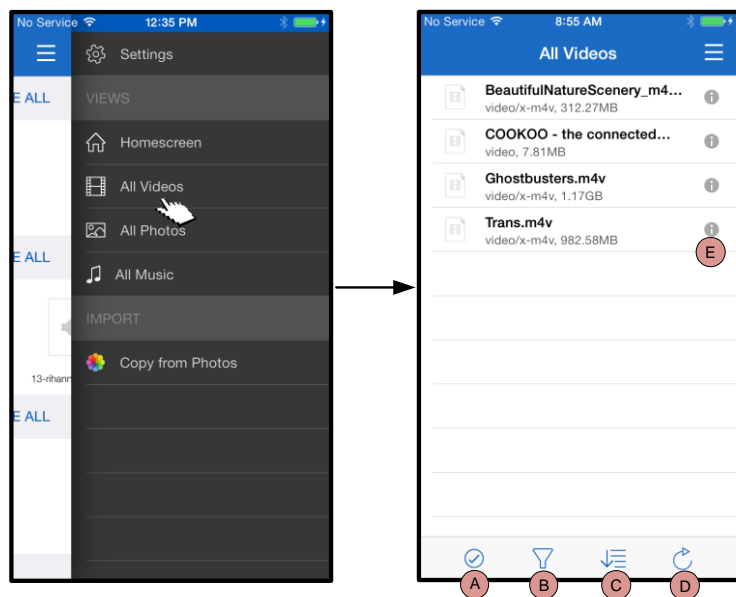 No Service 12:35 PM
Settings
E ALL
VIEWS
Homescreen
All Videos
All Photos
E ALL
All Music
IMPORT
Copy from Photos
13-rihann
E ALL
No Service 8:55 AM
All Videos
BeautifulNatureScenery_m4...
video/x-m4v, 312.27MB
COOKOO - the connected...
video, 7.81MB
Ghostbusters.m4v
video/x-m4v, 1.17GB
Trans.m4v
video/x-m4v, 982.58MB
E
A B C D